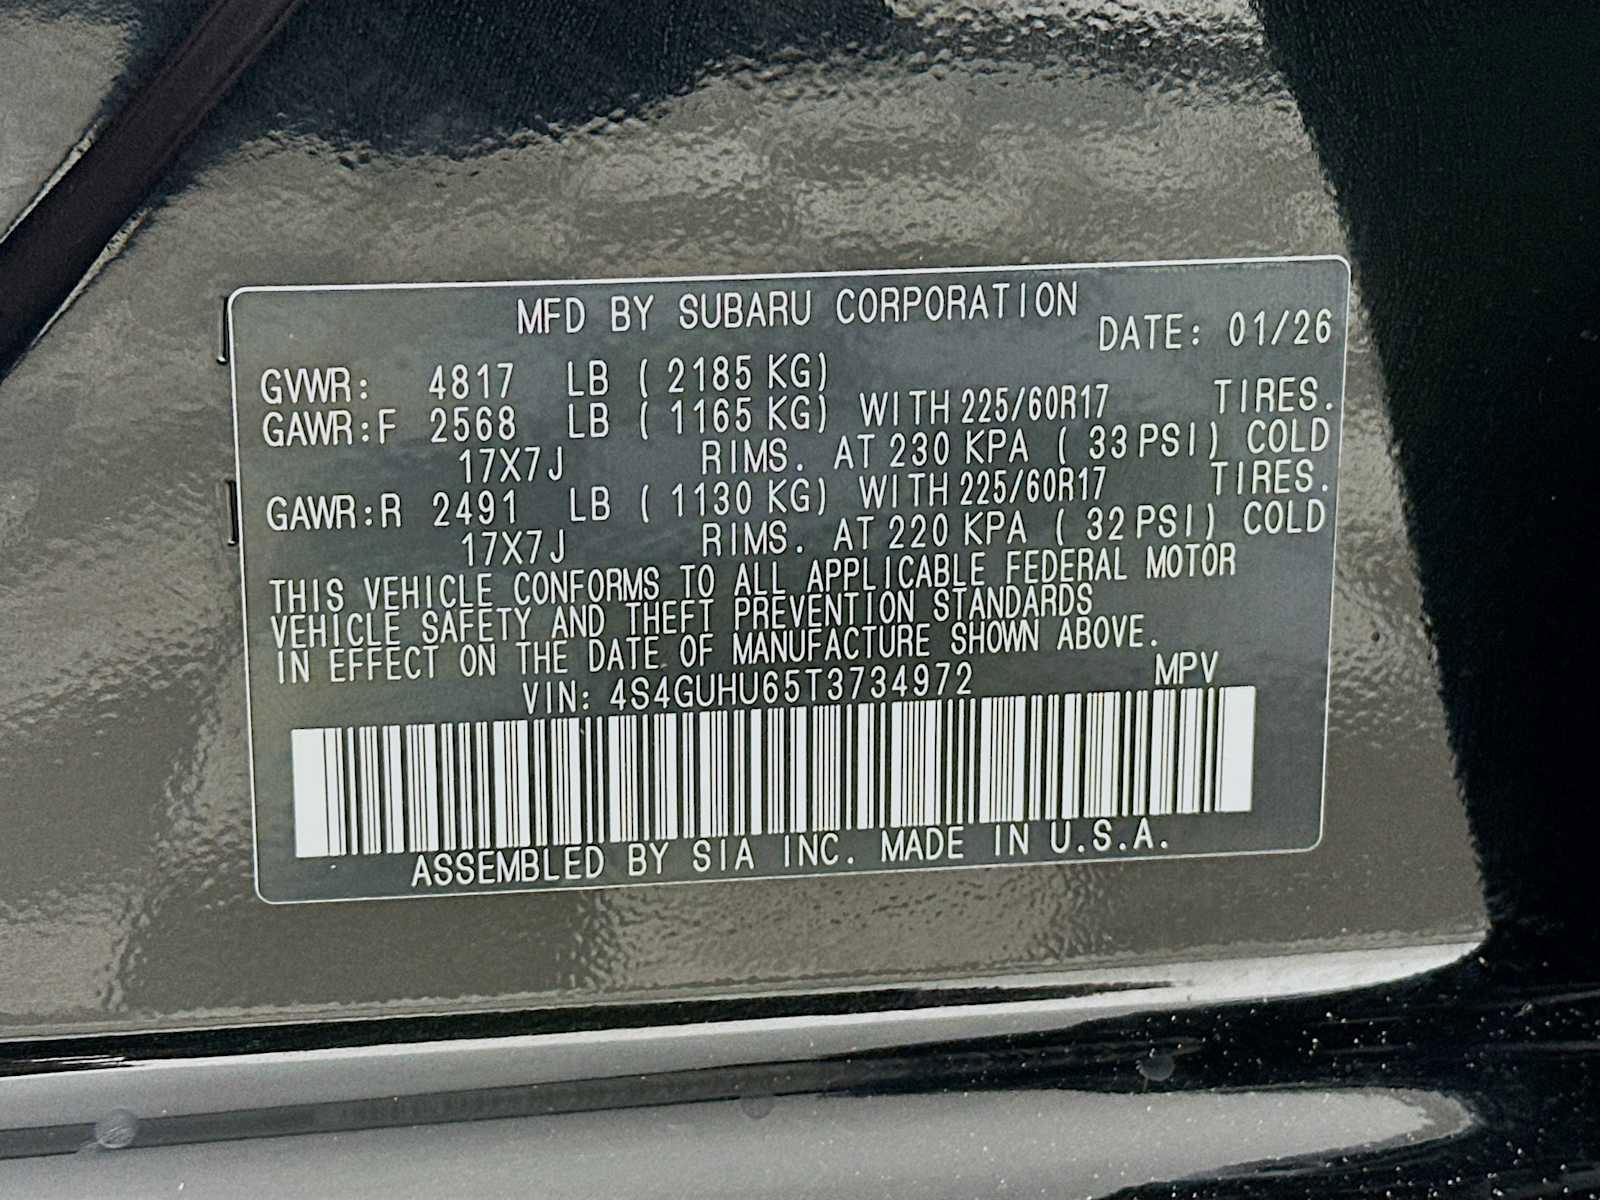 MFD BY SUBARU CORPORATION
DATE: 01/26
GVWR: 4817 LB ( 2185 KG)
GAWR:F 2568 LB ( 1165 KG) WITH 225/60R17 TIRES.
17X7J RIMS. AT 230 KPA ( 33 PSI) COLD
GAWR:R 2491 LB ( 1130 KG) WITH 225/60R17 TIRES.
17X7J RIMS. AT 220 KPA ( 32 PSI) COLD
THIS VEHICLE CONFORMS TO ALL APPLICABLE FEDERAL MOTOR
VEHICLE SAFETY AND THEFT PREVENTION STANDARDS
IN EFFECT ON THE DATE OF MANUFACTURE SHOWN ABOVE.
VIN: 4S4GUHU65T3734972 MPV
ASSEMBLED BY SIA INC. MADE IN U.S.A.